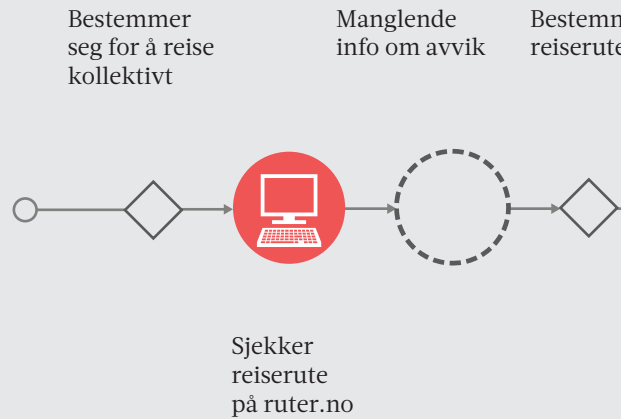 Bestemmer
seg for å reise
kollektivt
Manglende
info om avvik
Sjekker
reiserute
på ruter.no